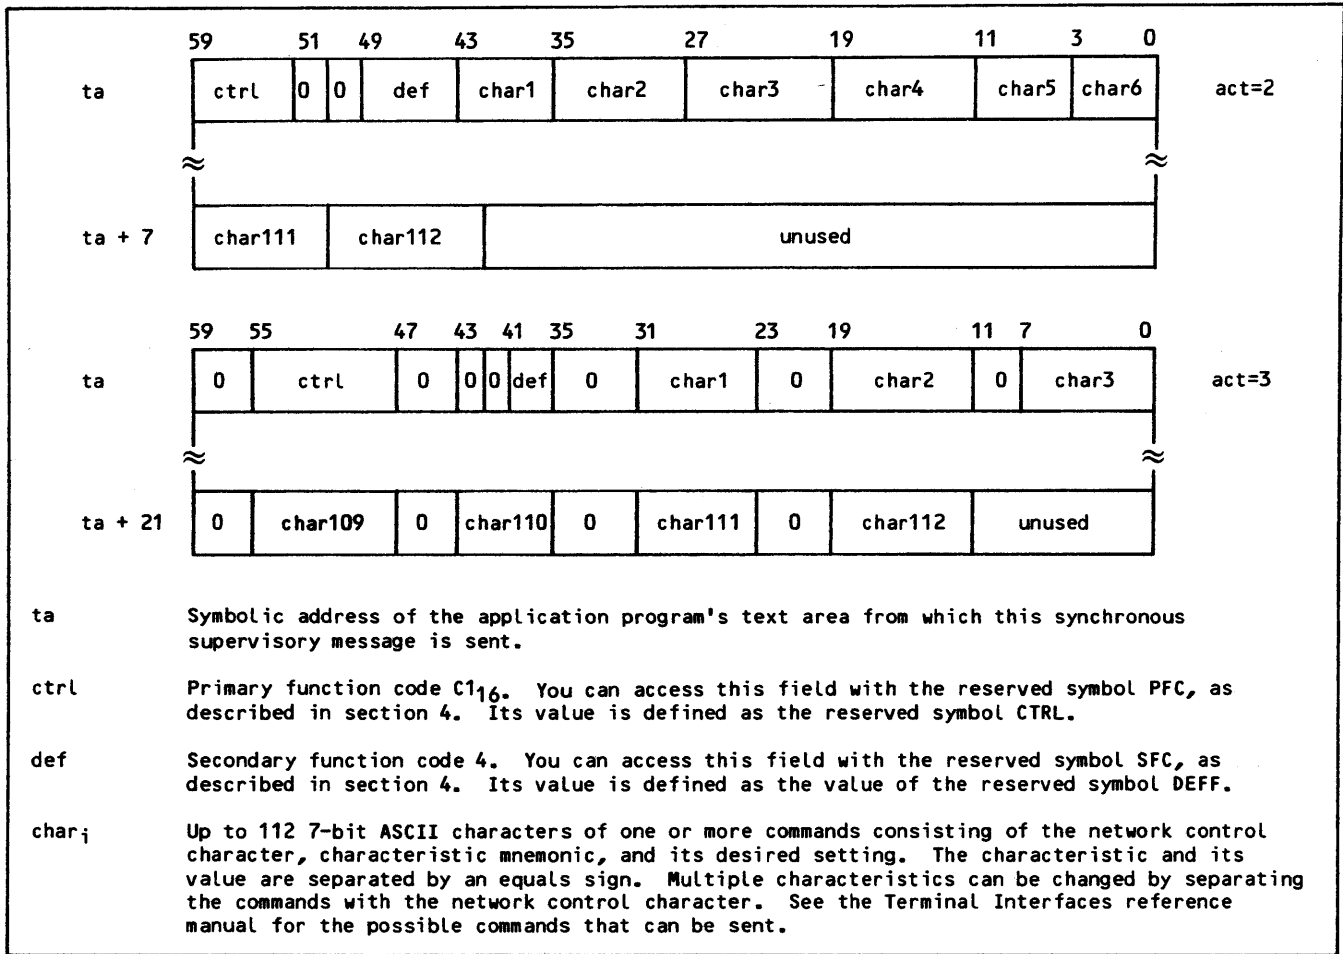 59 51 49 43 35 27 19 11 3 0
ta ctrl 0 0 def char1 char2 char3 char4 char5 char6 act=2
≈ ≈
ta + 7 char111 char112 unused
59 55 47 43 41 35 31 23 19 11 7 0
ta 0 ctrl 0 0 0 def 0 char1 0 char2 0 char3 act=3
≈ ≈
ta + 21 0 char109 0 char110 0 char111 0 char112 unused
ta Symbolic address of the application program's text area from which this synchronous
supervisory message is sent.
ctrl Primary function code C1₁₆. You can access this field with the reserved symbol PFC, as
described in section 4. Its value is defined as the reserved symbol CTRL.
def Secondary function code 4. You can access this field with the reserved symbol SFC, as
described in section 4. Its value is defined as the value of the reserved symbol DEFF.
charᵢ Up to 112 7-bit ASCII characters of one or more commands consisting of the network control
character, characteristic mnemonic, and its desired setting. The characteristic and its
value are separated by an equals sign. Multiple characteristics can be changed by separating
the commands with the network control character. See the Terminal Interfaces reference
manual for the possible commands that can be sent.